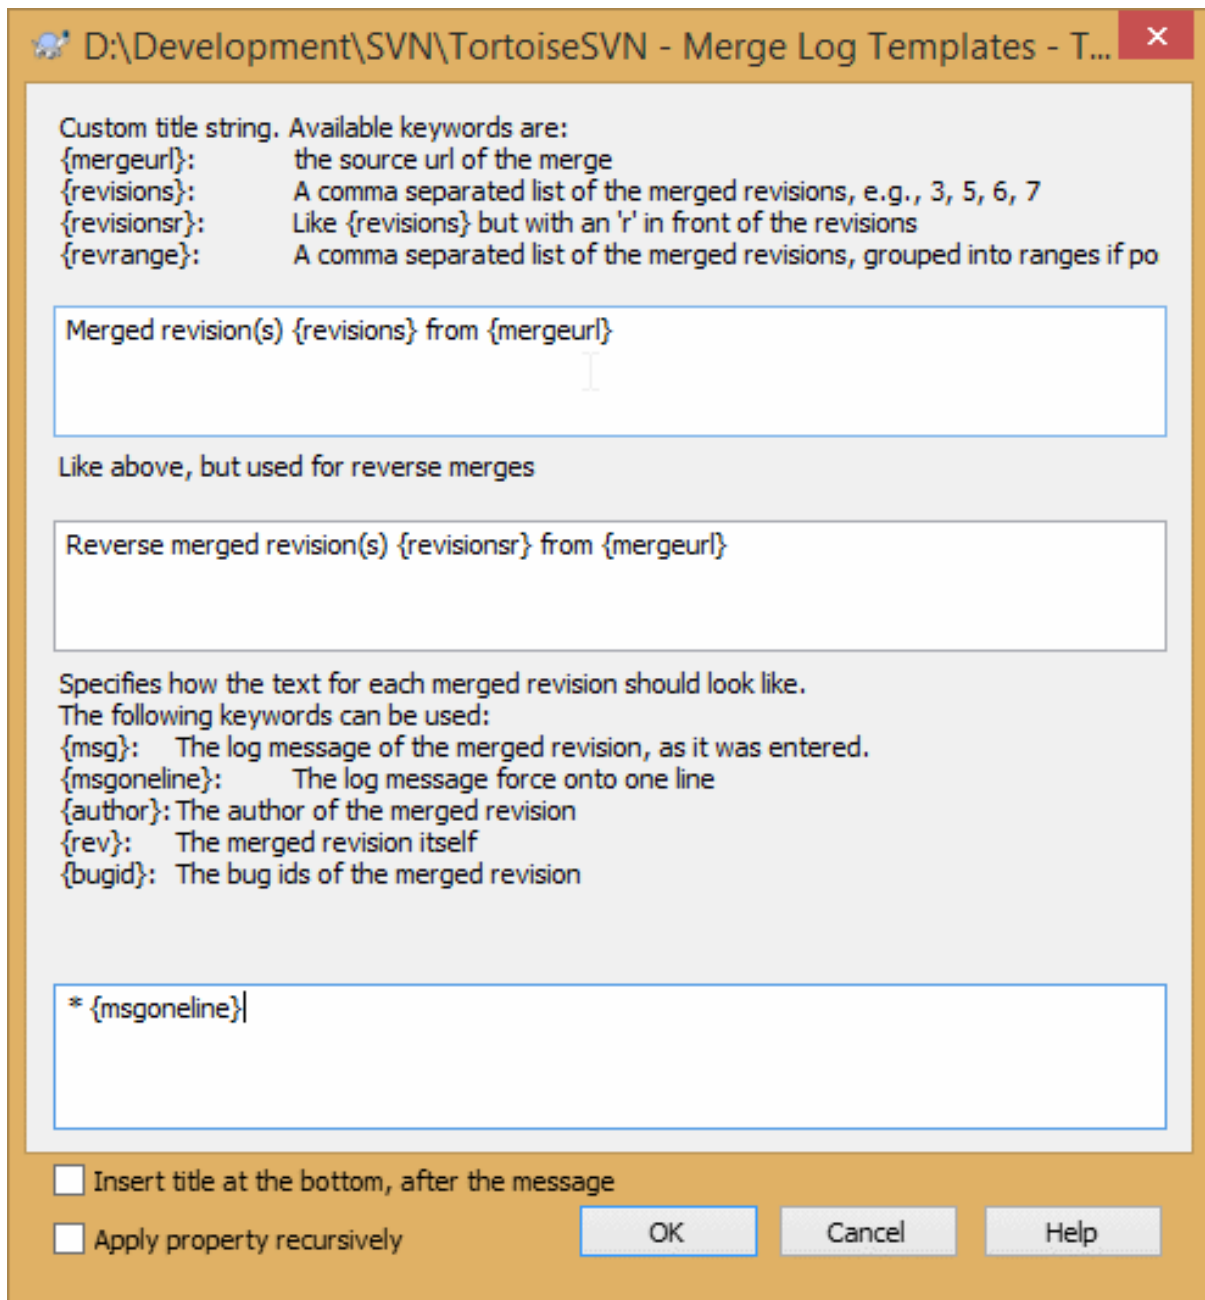 D:\Development\SVN\TortoiseSVN - Merge Log Templates - T...
Custom title string. Available keywords are:
{mergeurl}: the source url of the merge
{revisions}: A comma separated list of the merged revisions, e.g., 3, 5, 6, 7
{revisionsr}: Like {revisions} but with an 'r' in front of the revisions
{revrange}: A comma separated list of the merged revisions, grouped into ranges if po
Merged revision(s) {revisions} from {mergeurl}
Like above, but used for reverse merges
Reverse merged revision(s) {revisionsr} from {mergeurl}
Specifies how the text for each merged revision should look like.
The following keywords can be used:
{msg}: The log message of the merged revision, as it was entered.
{msgoneline}: The log message force onto one line
{author}: The author of the merged revision
{rev}: The merged revision itself
{bugid}: The bug ids of the merged revision
* {msgoneline}
Insert title at the bottom, after the message
Apply property recursively
OK Cancel Help